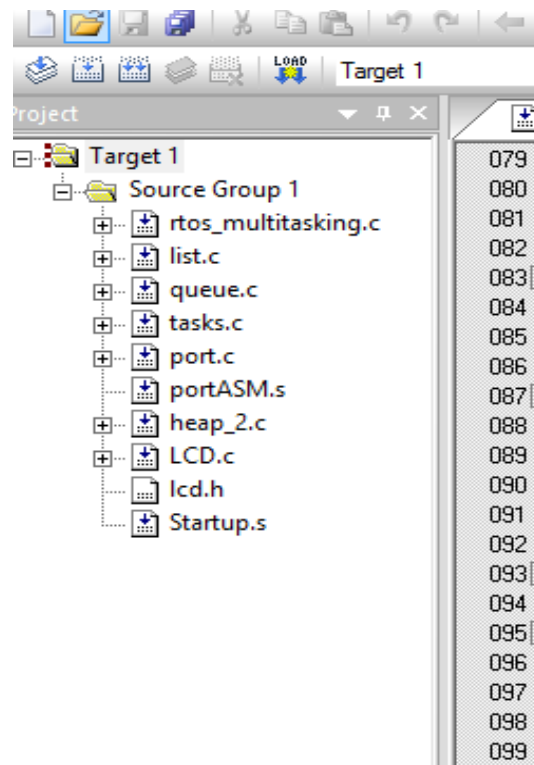 LOAD
Target 1
Project
Target 1
Source Group 1
rtos_multitasking.c
list.c
queue.c
tasks.c
port.c
portASM.s
heap_2.c
LCD.c
lcd.h
Startup.s
079
080
081
082
083
084
085
086
087
088
089
090
091
092
093
094
095
096
097
098
099